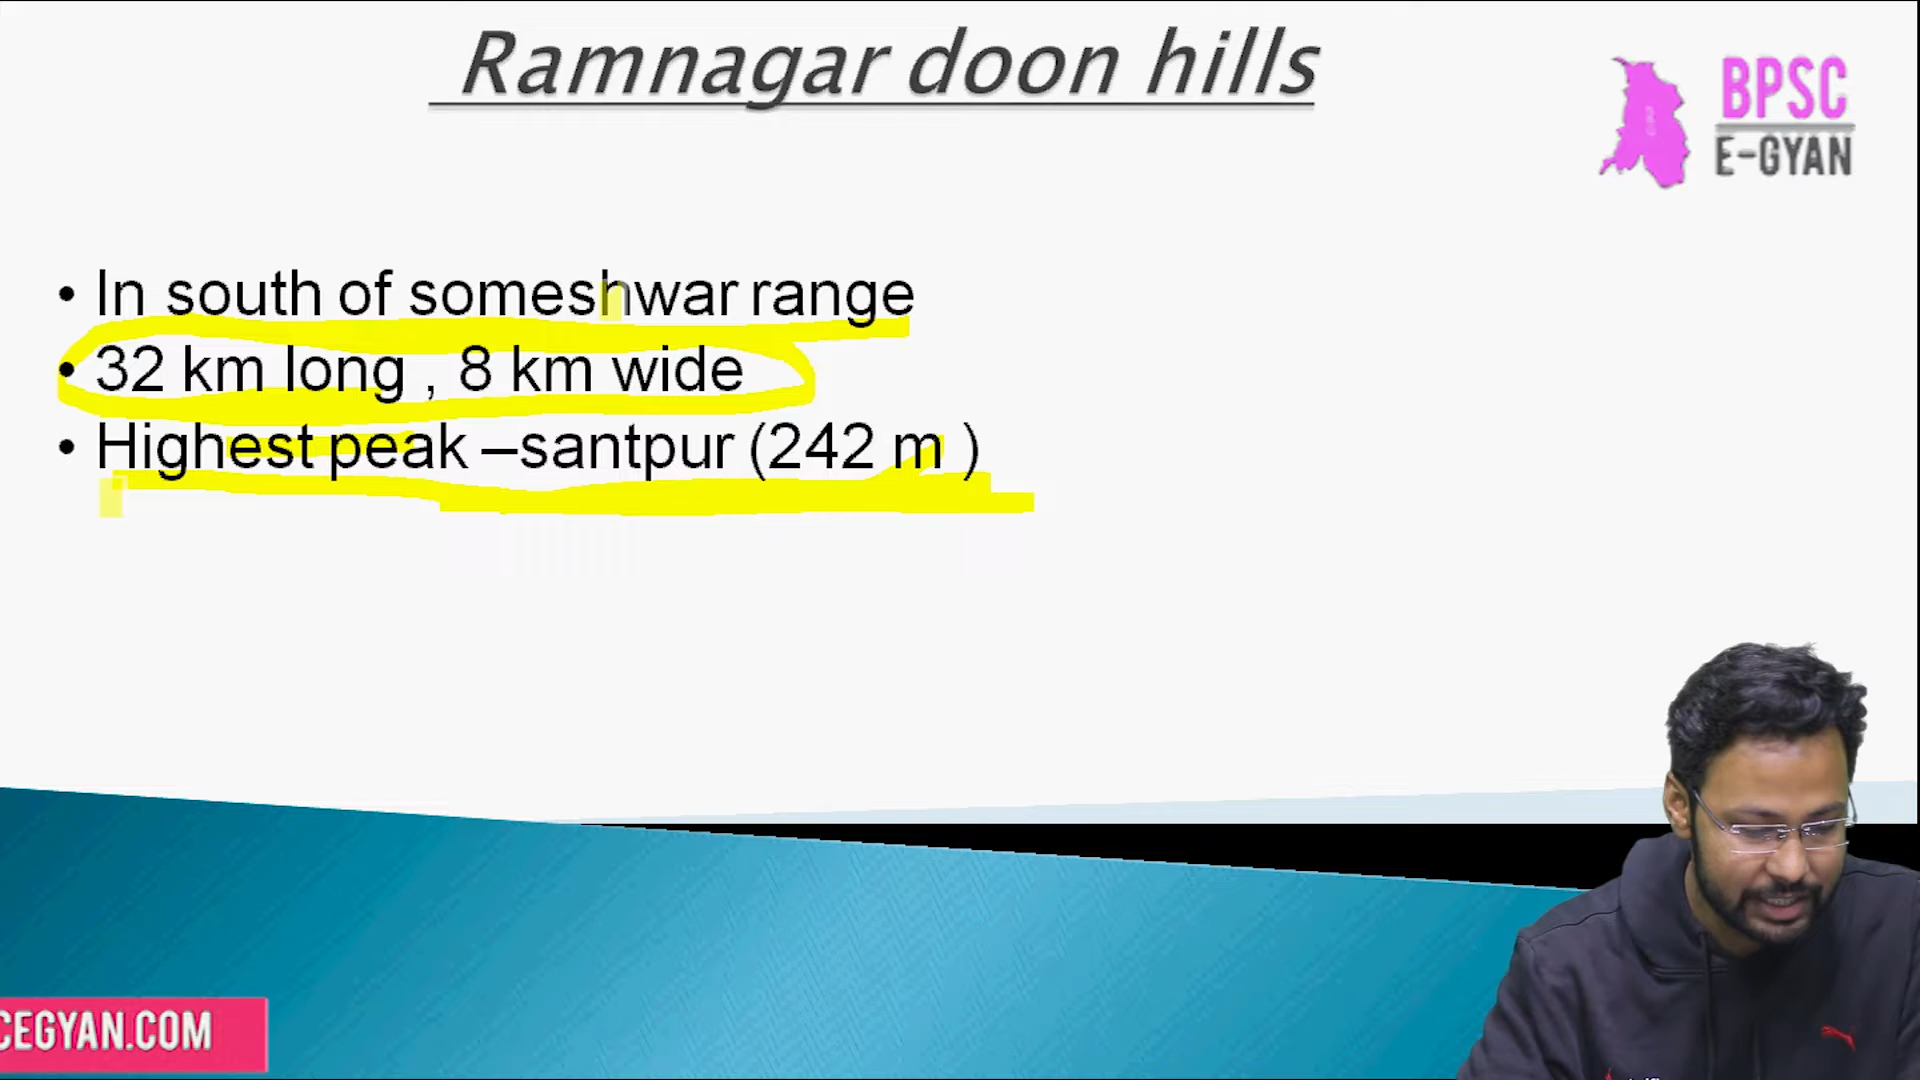 Ramnagar doon hills
BPSC
E-GYAN
• In south of someshwar range
• 32 km long , 8 km wide
• Highest peak –santpur (242 m )
CEGYAN.COM